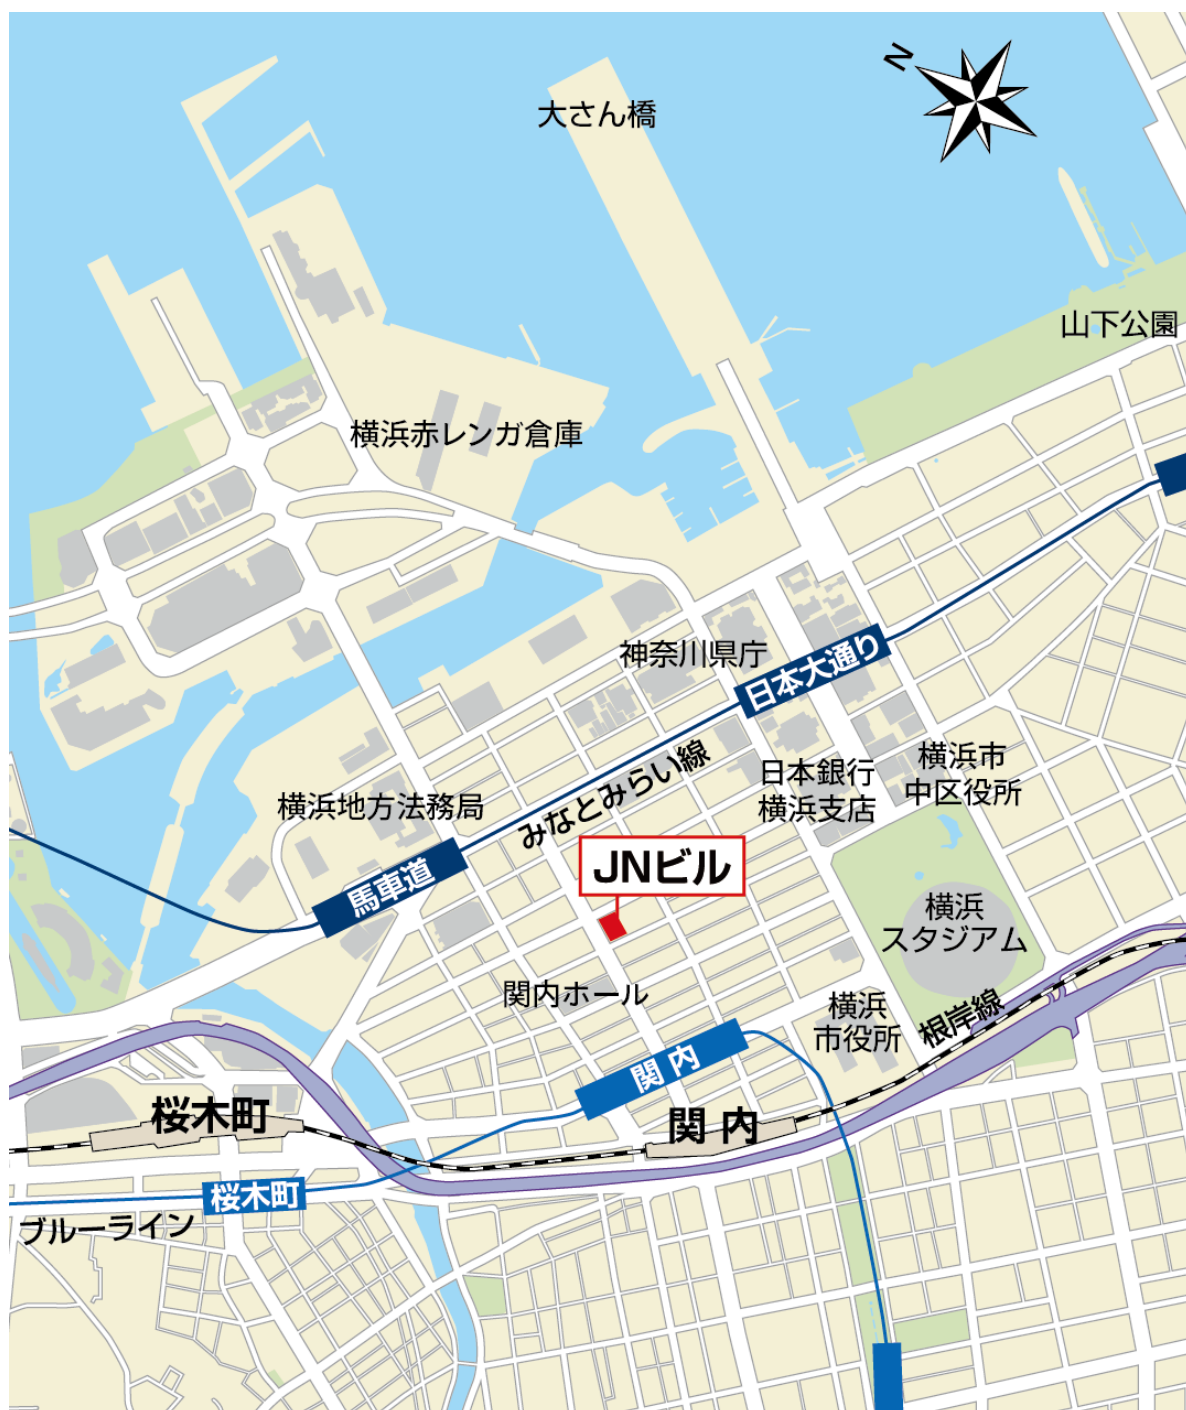 N
大さん橋
山下公園
横浜赤レンガ倉庫
神奈川県庁
日本大通り
みなとみらい線
日本銀行
横浜支店
横浜市
中区役所
横浜地方法務局
馬車道
JNビル
横浜
スタジアム
関内ホール
横浜
市役所
根岸線
関内
桜木町
関内
桜木町
ブルーライン